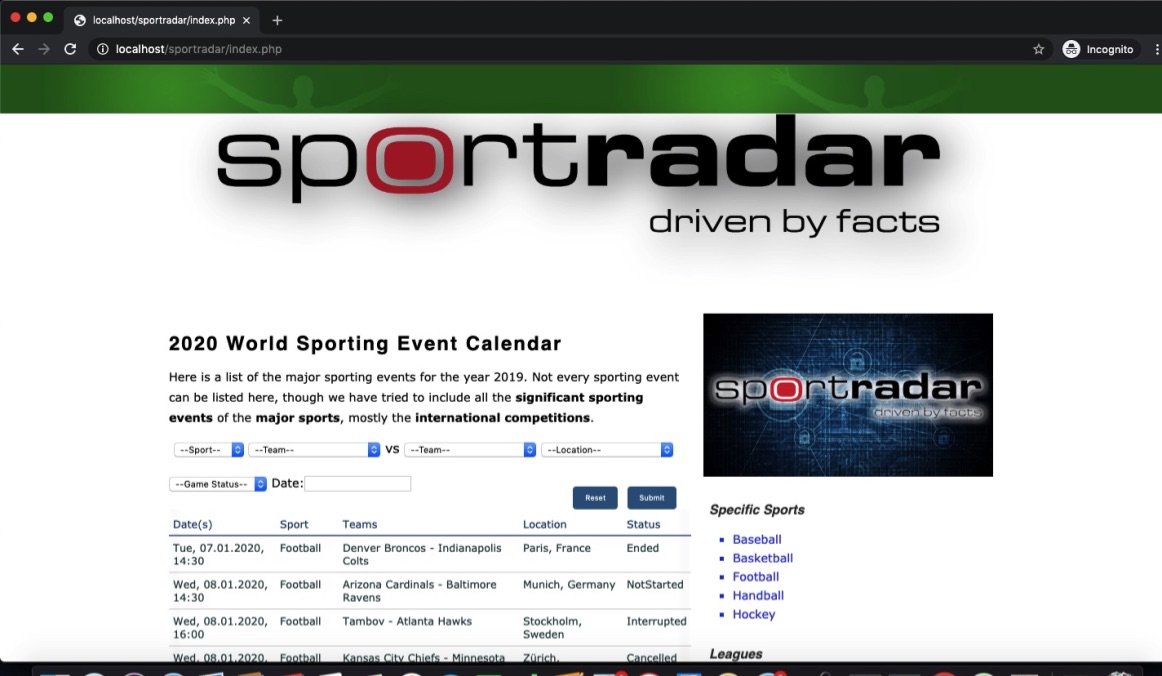 localhost/sportradar/index.php
localhost/sportradar/index.php
Incognito
sportradar
driven by facts
2020 World Sporting Event Calendar
Here is a list of the major sporting events for the year 2019. Not every sporting event
can be listed here, though we have tried to include all the significant sporting
events of the major sports, mostly the international competitions.
--Sport-- --Team-- VS --Team-- --Location--
--Game Status-- Date:
Reset Submit
Date(s) Sport Teams Location Status
Tue, 07.01.2020, Football Denver Broncos - Indianapolis Paris, France Ended
14:30 Colts
Wed, 08.01.2020, Football Arizona Cardinals - Baltimore Munich, Germany NotStarted
14:30 Ravens
Wed, 08.01.2020, Football Tambov - Atlanta Hawks Stockholm, Interrupted
16:00 Sweden
Wed, 08.01.2020, Football Kansas City Chiefs - Minnesota Zürich, Cancelled
sportradar
driven by facts
Specific Sports
Baseball
Basketball
Football
Handball
Hockey
Leagues